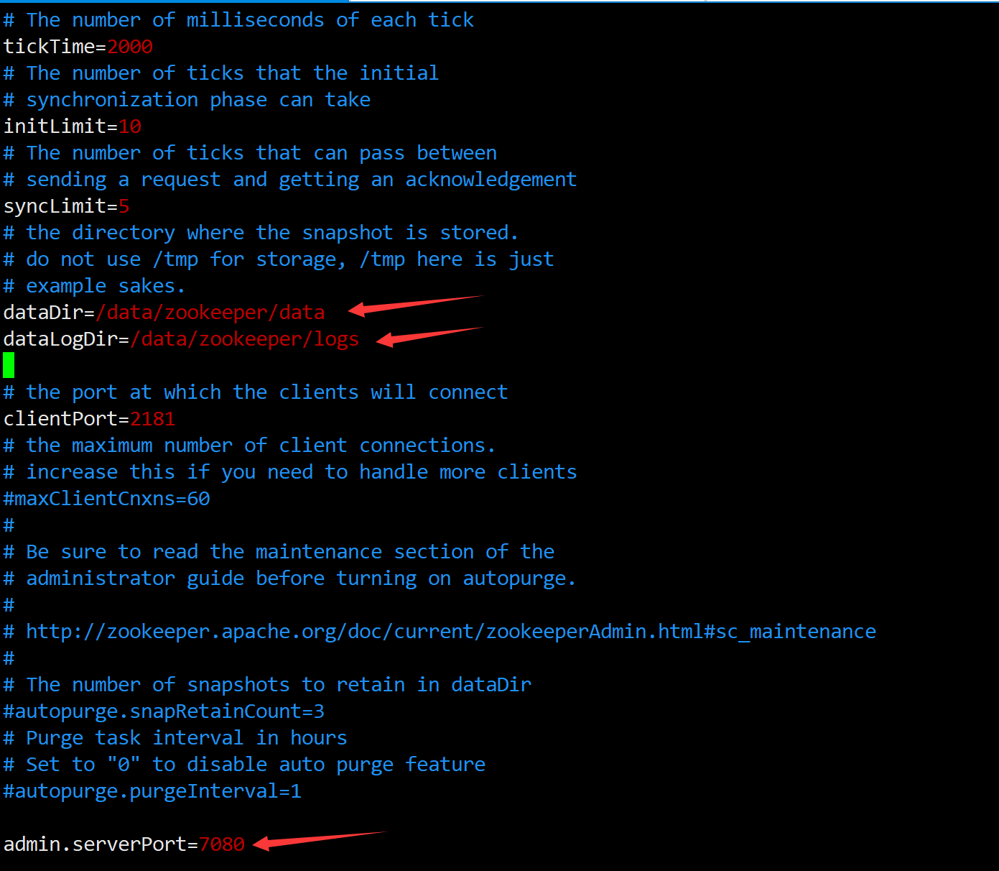 # The number of milliseconds of each tick
tickTime=2000
# The number of ticks that the initial
# synchronization phase can take
initLimit=10
# The number of ticks that can pass between
# sending a request and getting an acknowledgement
syncLimit=5
# the directory where the snapshot is stored.
# do not use /tmp for storage, /tmp here is just
# example sakes.
dataDir=/data/zookeeper/data
dataLogDir=/data/zookeeper/logs
# the port at which the clients will connect
clientPort=2181
# the maximum number of client connections.
# increase this if you need to handle more clients
#maxClientCnxns=60
#
# Be sure to read the maintenance section of the
# administrator guide before turning on autopurge.
#
# http://zookeeper.apache.org/doc/current/zookeeperAdmin.html#sc_maintenance
#
# The number of snapshots to retain in dataDir
#autopurge.snapRetainCount=3
# Purge task interval in hours
# Set to "0" to disable auto purge feature
#autopurge.purgeInterval=1
admin.serverPort=7080